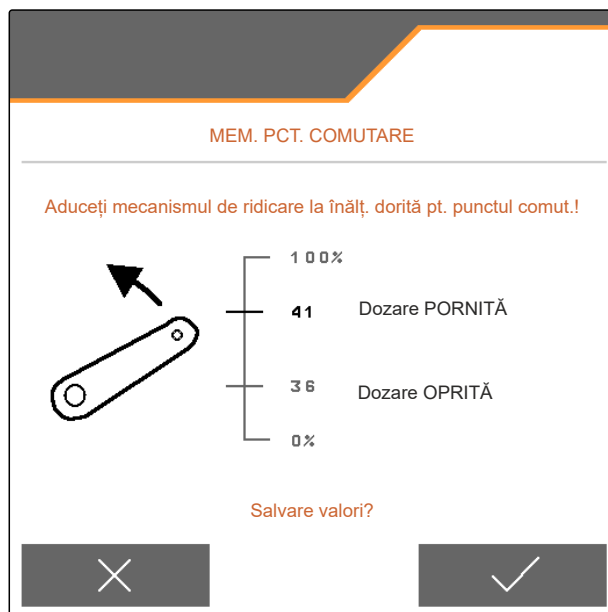 MEM. PCT. COMUTARE
Aduceți mecanismul de ridicare la înălț. dorită pt. punctul comut.!
100%
41 Dozare PORNITĂ
36 Dozare OPRITĂ
0%
Salvare valori?